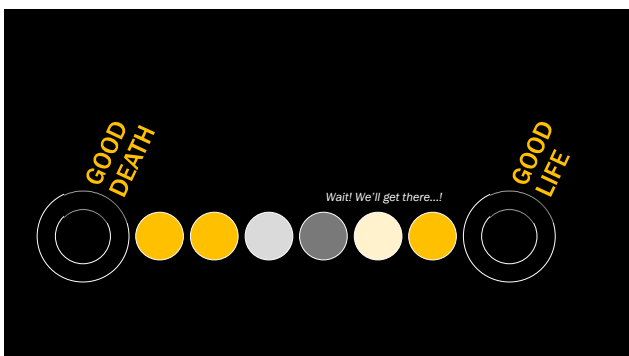 GOOD
DEATH
Wait! We'll get there...!
GOOD
LIFE